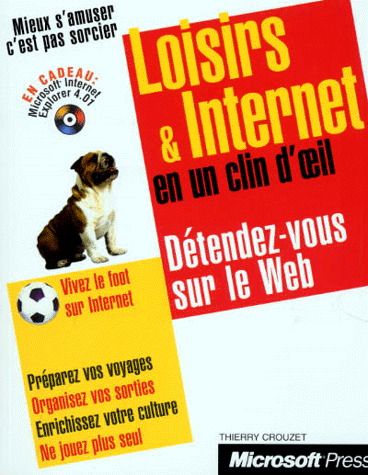 Mieux s'amuser
c'est pas sorcier
EN CADEAU:
Microsoft Internet
Explorer 4.01
Loisirs
& Internet
en un clin d'œil
Détendez-vous
sur le Web
Vivez le foot
sur Internet
Préparez vos voyages
Organisez vos sorties
Enrichissez votre culture
Ne jouez plus seul
THIERRY CROUZET
Microsoft Press